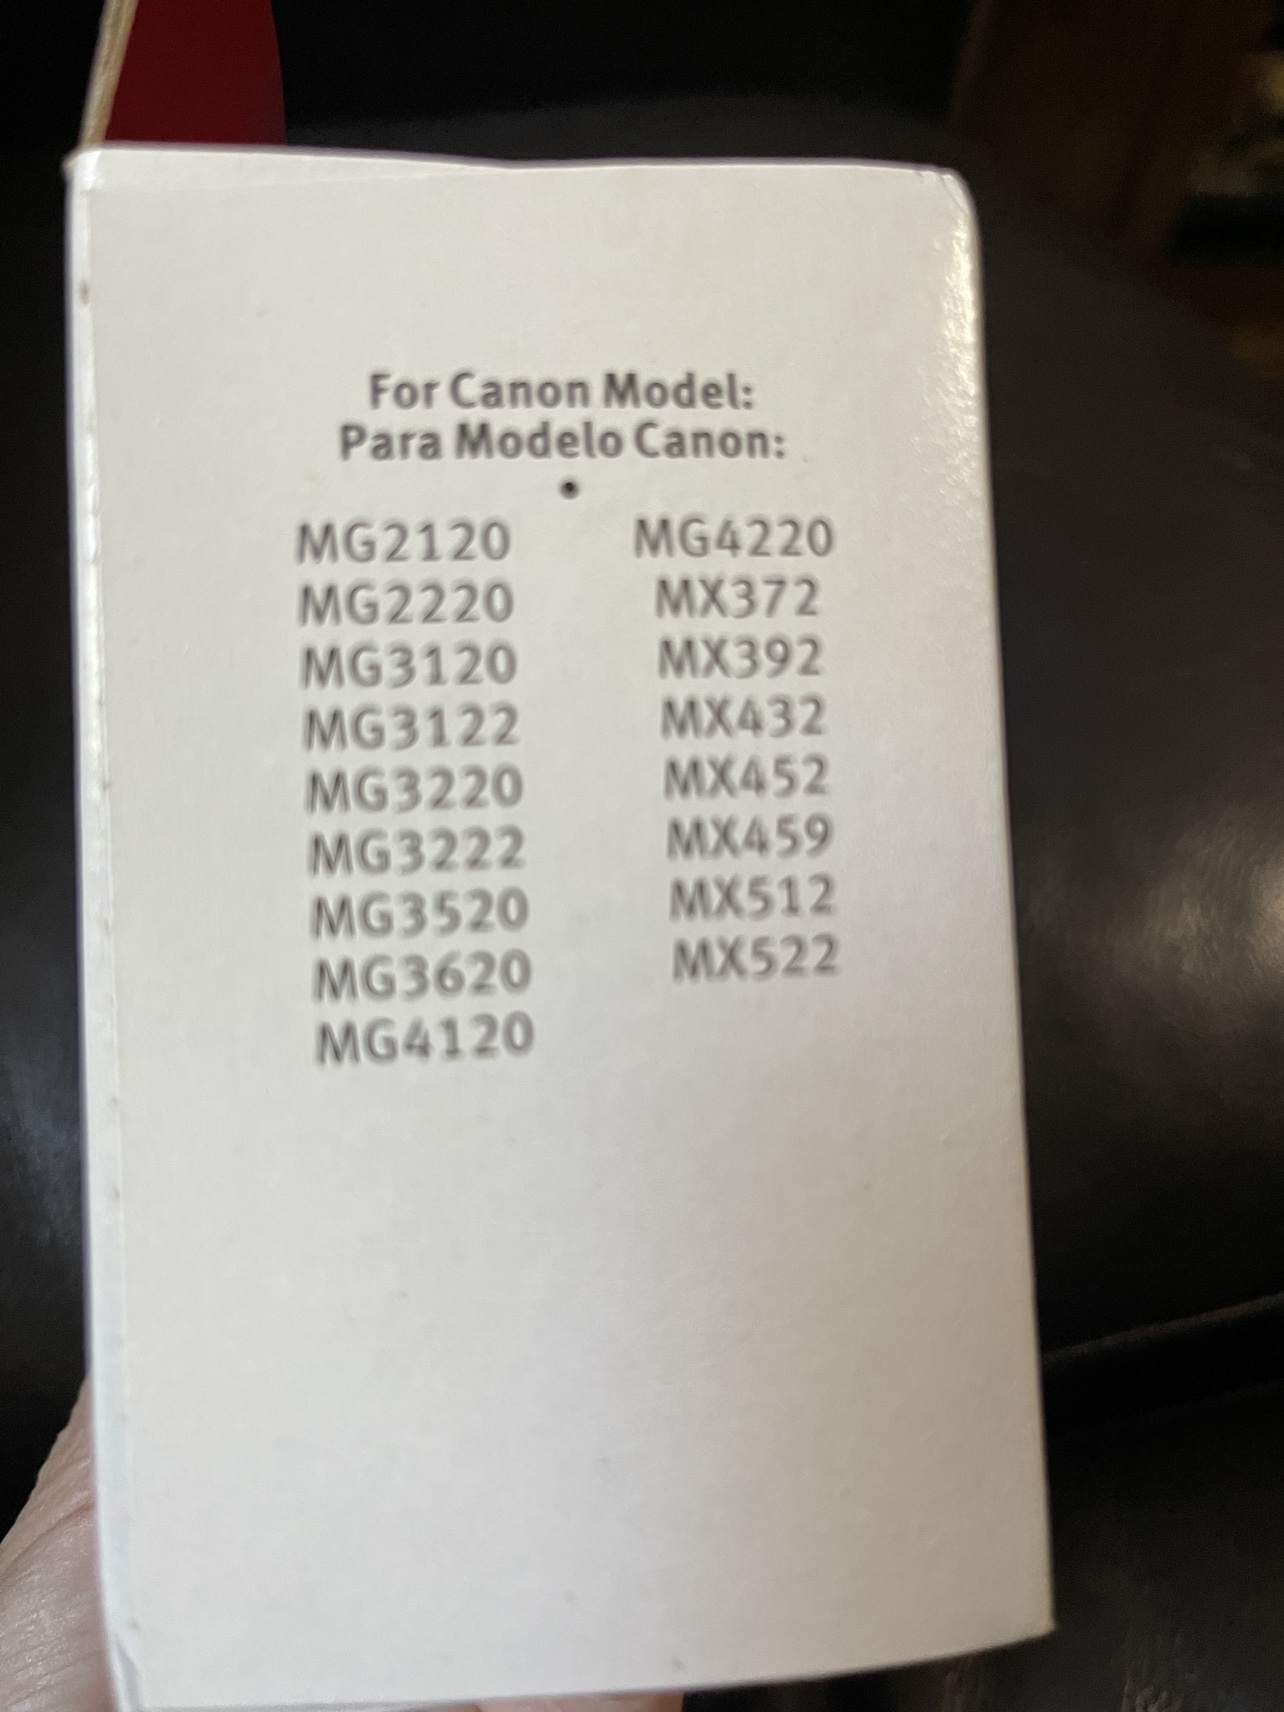 For Canon Model:
Para Modelo Canon:
•
MG2120 MG4220
MG2220 MX372
MG3120 MX392
MG3122 MX432
MG3220 MX452
MG3222 MX459
MG3520 MX512
MG3620 MX522
MG4120